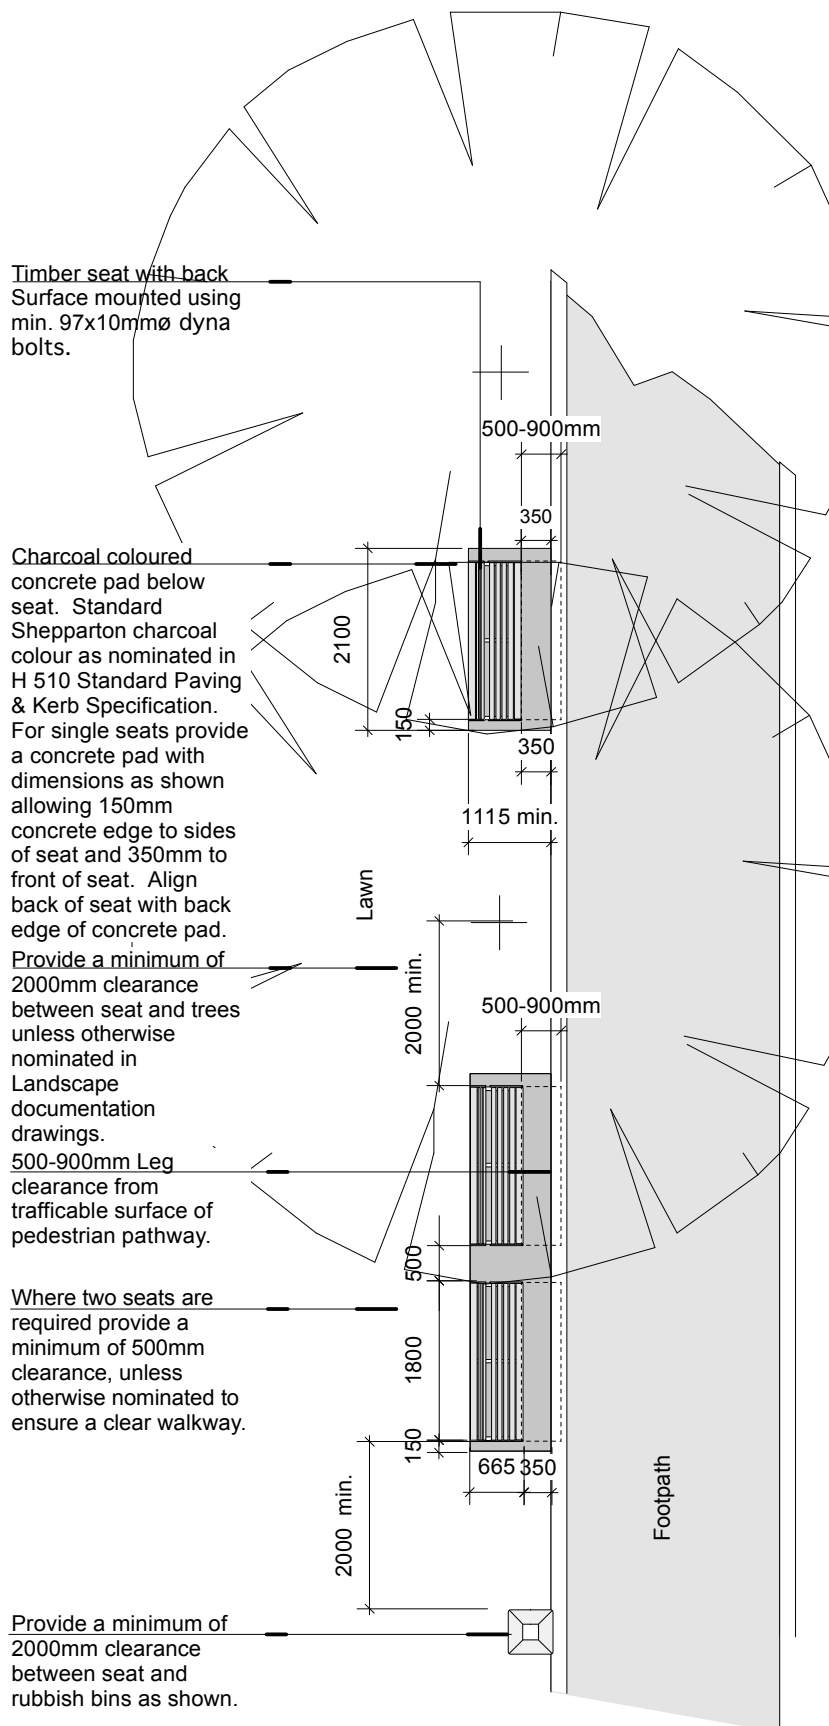 Timber seat with back
Surface mounted using
min. 97x10mmø dyna
bolts.
500-900mm
350
Charcoal coloured
concrete pad below
seat. Standard
Shepparton charcoal
colour as nominated in
H 510 Standard Paving
& Kerb Specification.
For single seats provide
a concrete pad with
dimensions as shown
allowing 150mm
concrete edge to sides
of seat and 350mm to
front of seat. Align
back of seat with back
edge of concrete pad.
2100
150
350
1115 min.
Lawn
Provide a minimum of
2000mm clearance
between seat and trees
unless otherwise
nominated in
Landscape
documentation
drawings.
2000 min.
500-900mm
500-900mm Leg
clearance from
trafficable surface of
pedestrian pathway.
500
Where two seats are
required provide a
minimum of 500mm
clearance, unless
otherwise nominated to
ensure a clear walkway.
1800
150
665
350
2000 min.
Footpath
Provide a minimum of
2000mm clearance
between seat and
rubbish bins as shown.